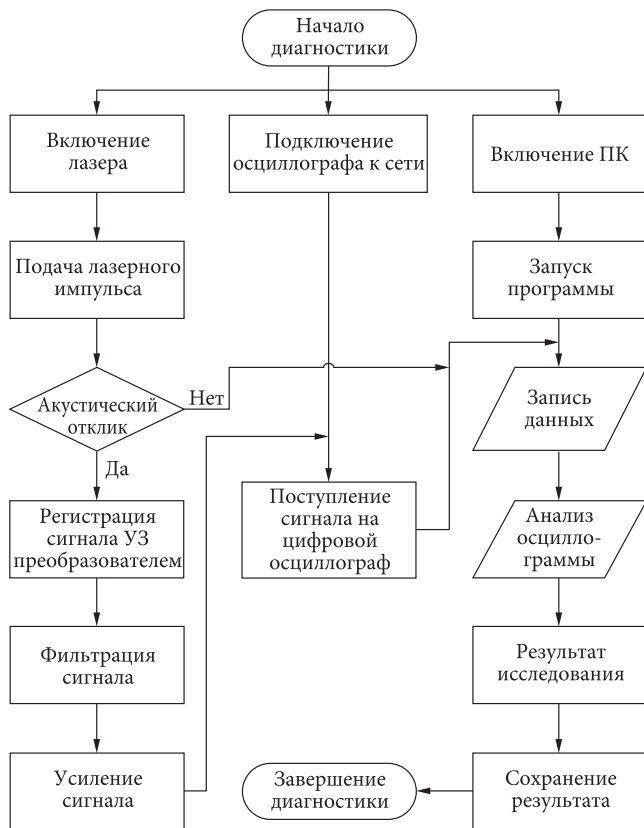 Начало
диагностики
Включение
лазера
Подключение
осциллографа к сети
Включение ПК
Подача лазерного
импульса
Запуск
программы
Акустический
отклик
Нет
Да
Запись
данных
Регистрация
сигнала УЗ
преобразователем
Поступление
сигнала на
цифровой
осциллограф
Анализ
осцилло-
граммы
Фильтрация
сигнала
Результат
исследования
Усиление
сигнала
Завершение
диагностики
Сохранение
результата